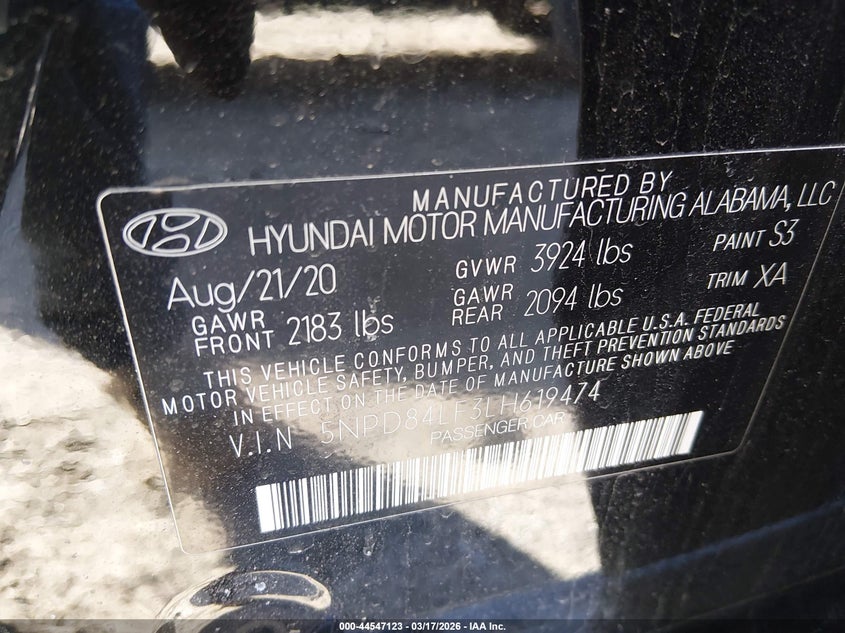 MANUFACTURED BY
HYUNDAI MOTOR MANUFACTURING ALABAMA, LLC
Aug/21/20 GVWR 3924 lbs PAINT S3
GAWR FRONT 2183 lbs GAWR REAR 2094 lbs TRIM XA
THIS VEHICLE CONFORMS TO ALL APPLICABLE U.S.A. FEDERAL
MOTOR VEHICLE SAFETY, BUMPER, AND THEFT PREVENTION STANDARDS
IN EFFECT ON THE DATE OF MANUFACTURE SHOWN ABOVE
V.I.N 5NPD84LF3LH619474
PASSENGER CAR
000-44547123 - 03/17/2026 - IAA Inc.